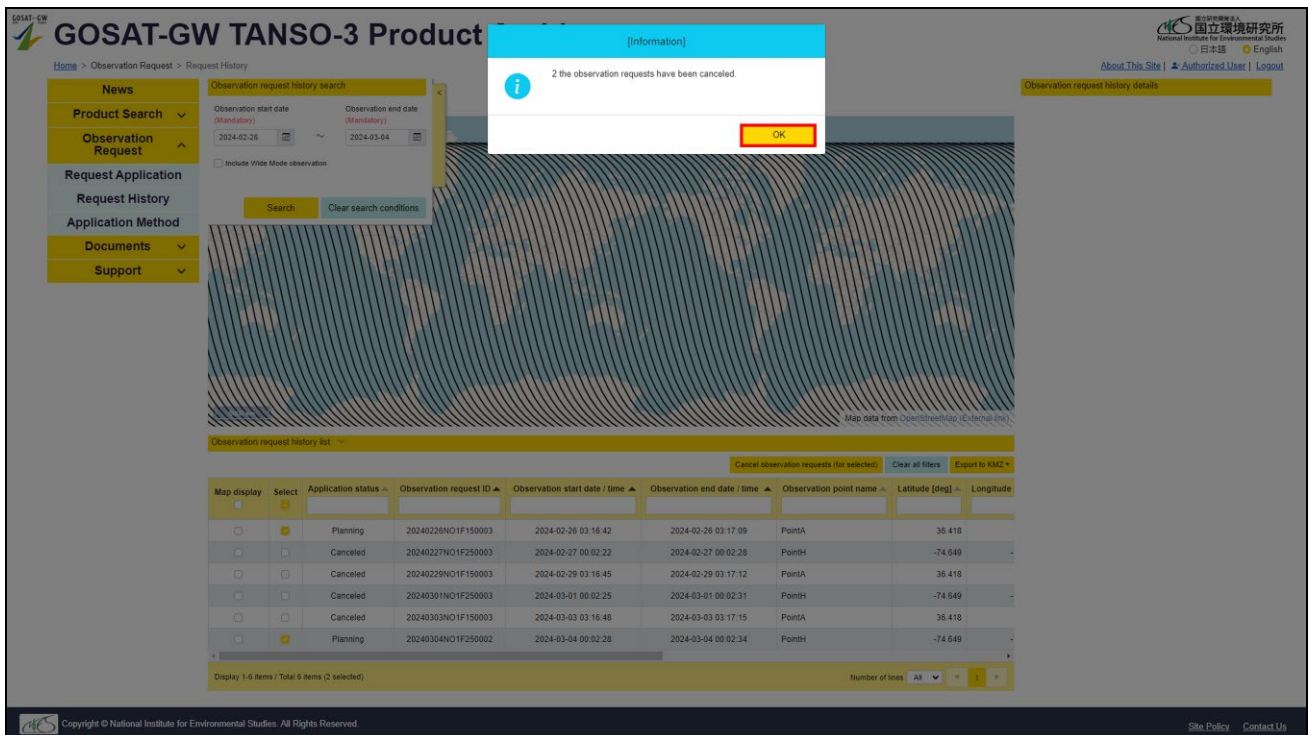 GOSAT-GW
GOSAT-GW TANSO-3 Product
国立研究開発法人
国立環境研究所
National Institute for Environmental Studies
日本語 English
Home > Observation Request > Request History
About This Site | Authorized User | Logout
[Information]
2 the observation requests have been canceled.
OK
News
Product Search
Observation Request
Request Application
Request History
Application Method
Documents
Support
Observation request history search
<
Observation start date
(Mandatory)
Observation end date
(Mandatory)
2024-02-26 ~ 2024-03-04
Include Wide Mode observation
Search Clear search conditions
Observation request history details
Map data from OpenStreetMap (External link)
Observation request history list
Cancel observation requests (for selected) Clear all filters Export to KMZ
Map display Select Application status Observation request ID Observation start date / time Observation end date / time Observation point name Latitude [deg] Longitude
Planning 20240226NO1F150003 2024-02-26 03:16:42 2024-02-26 03:17:09 PointA 36.418
Canceled 20240227NO1F250003 2024-02-27 00:02:22 2024-02-27 00:02:28 PointH -74.649 -
Canceled 20240229NO1F150003 2024-02-29 03:16:45 2024-02-29 03:17:12 PointA 36.418
Canceled 20240301NO1F250003 2024-03-01 00:02:25 2024-03-01 00:02:31 PointH -74.649 -
Canceled 20240303NO1F150003 2024-03-03 03:16:48 2024-03-03 03:17:15 PointA 36.418
Planning 20240304NO1F250002 2024-03-04 00:02:28 2024-03-04 00:02:34 PointH -74.649 -
Display 1-6 items / Total 6 items (2 selected)
Number of lines All « 1 »
NIES Copyright © National Institute for Environmental Studies. All Rights Reserved.
Site Policy Contact Us